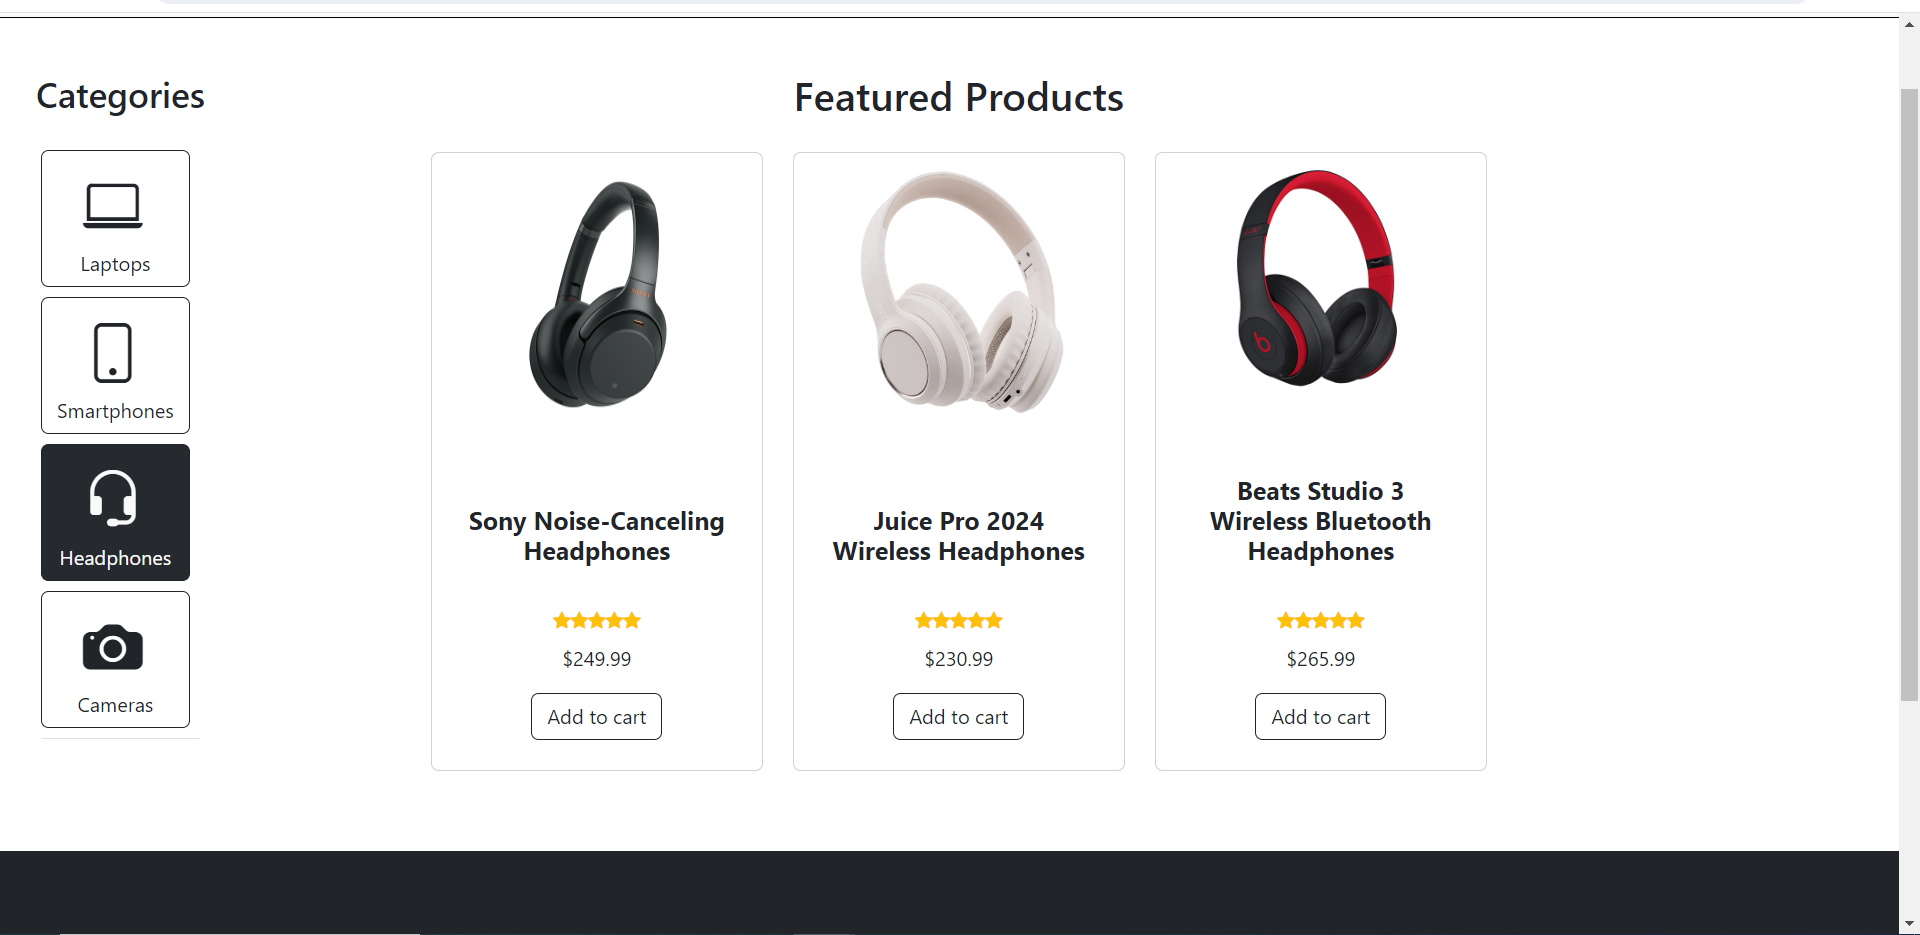 Categories
Laptops
Smartphones
Headphones
Cameras
Featured Products
SONY
Sony Noise-Canceling
Headphones
$249.99
Add to cart
Juice Pro 2024
Wireless Headphones
$230.99
Add to cart
b
Beats Studio 3
Wireless Bluetooth
Headphones
$265.99
Add to cart